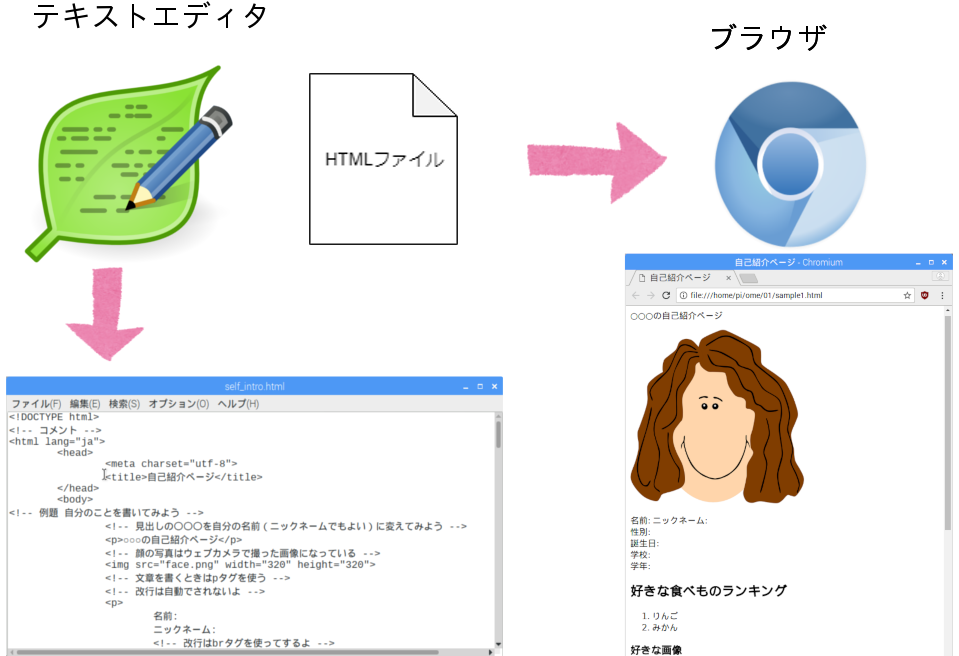 テキストエディタ
ブラウザ
HTMLファイル
self_intro.html
ファイル(F) 編集(E) 検索(S) オプション(O) ヘルプ(H)
<!DOCTYPE html>
<!-- コメント -->
<html lang="ja">
<head>
<meta charset="utf-8">
<title>自己紹介ページ</title>
</head>
<body>
<!-- 例題 自分のことを書いてみよう -->
<!-- 見出しの〇〇〇を自分の名前(ニックネームでもよい)に変えてみよう -->
<p>○○○の自己紹介ページ</p>
<!-- 顔の写真はウェブカメラで撮った画像になっている -->
<img src="face.png" width="320" height="320">
<!-- 文章を書くときはpタグを使う -->
<!-- 改行は自動でされないよ -->
<p>
名前:
ニックネーム:
<!-- 改行はbrタグを使ってするよ -->
自己紹介ページ - Chromium
自己紹介ページ
file:///home/pi/ome/01/sample1.html
○○○の自己紹介ページ
名前: ニックネーム:
性別:
誕生日:
学校:
学年:
好きな食べものランキング
1. りんご
2. みかん
好きな画像